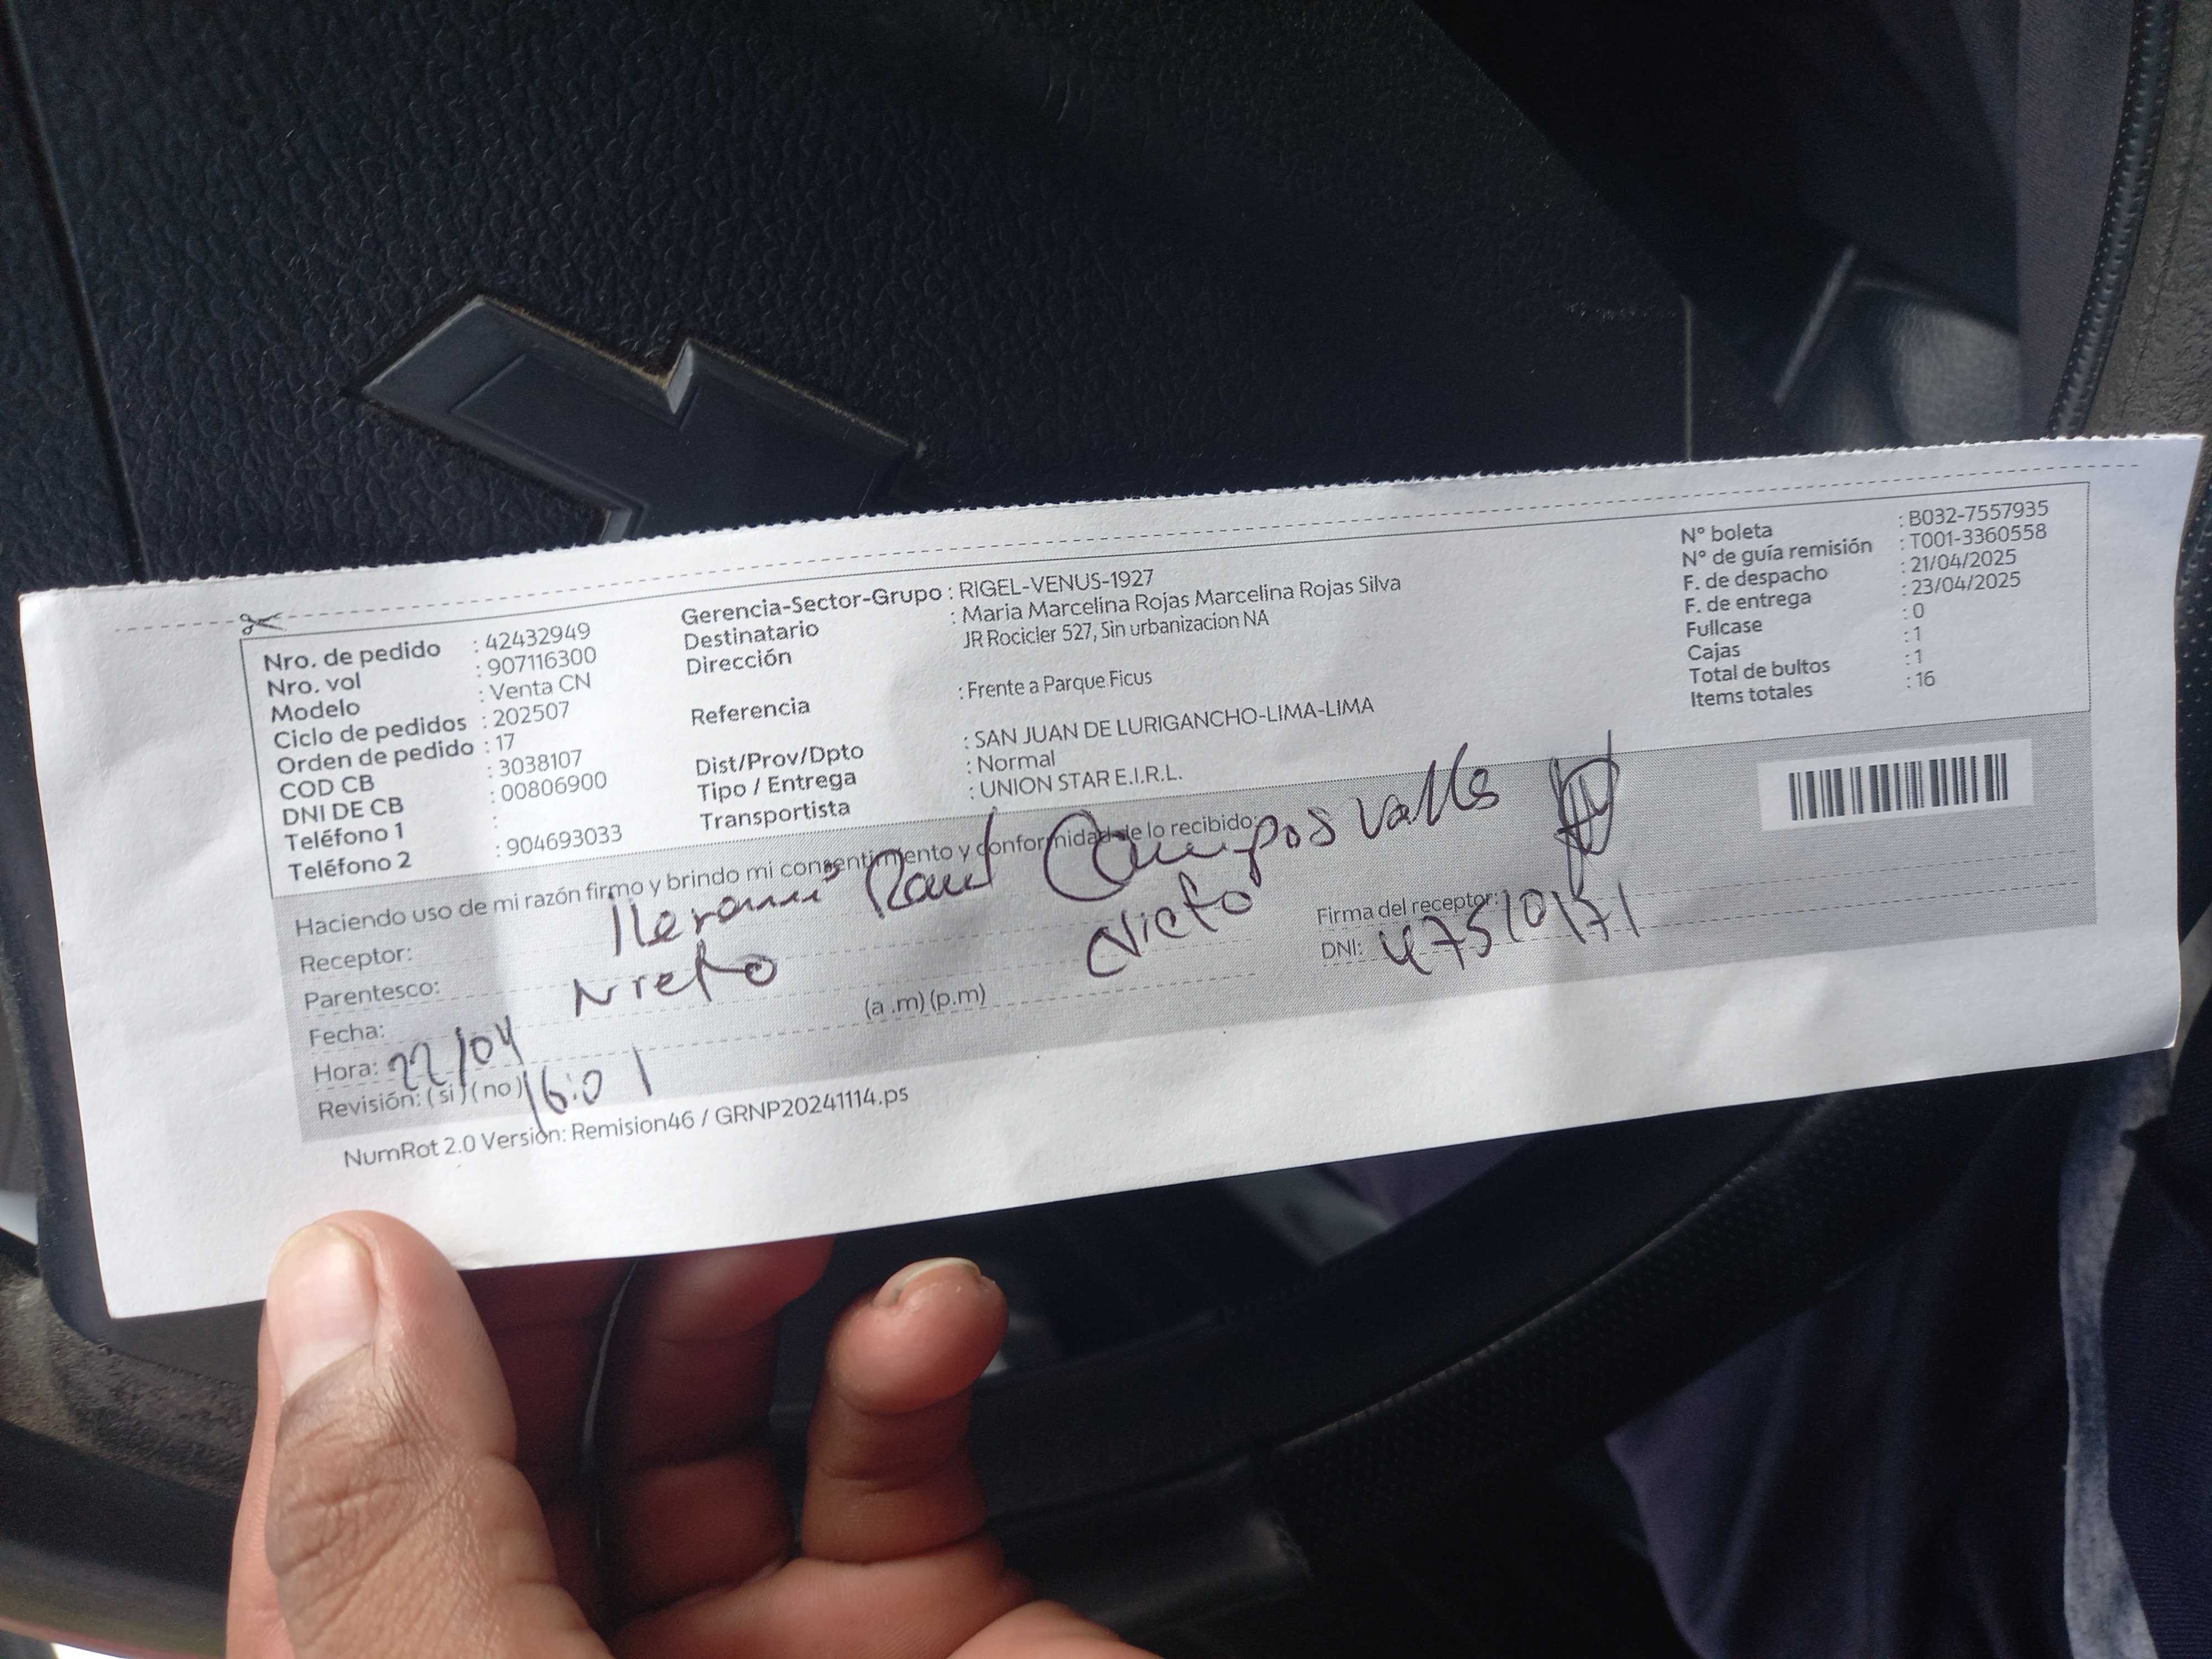 Nro. de pedido : 42432949
Nro. vol : 907116300
Modelo : Venta CN
Ciclo de pedidos : 202507
Orden de pedido : 17
COD CB : 3038107
DNI DE CB : 00806900
Teléfono 1 :
Teléfono 2 : 904693033
Gerencia-Sector-Grupo : RIGEL-VENUS-1927
Destinatario : Maria Marcelina Rojas Marcelina Rojas Silva
Dirección JR Rocicler 527, Sin urbanizacion NA
Referencia : Frente a Parque Ficus
Dist/Prov/Dpto : SAN JUAN DE LURIGANCHO-LIMA-LIMA
Tipo / Entrega : Normal
Transportista : UNION STAR E.I.R.L.
N° boleta : B032-7557935
N° de guía remisión : T001-3360558
F. de despacho : 21/04/2025
F. de entrega : 23/04/2025
Fullcase : 0
Cajas : 1
Total de bultos : 1
Items totales : 16
Haciendo uso de mi razón firmo y brindo mi consentimiento y conformidad de lo recibido:
Receptor: Raul Campos Valles
Parentesco: Nieto Nieto
Firma del receptor:
DNI: 47510171
Fecha: 22/04
Hora: 16:01 (a .m) (p.m)
Revisión: (si) (no)
NumRot 2.0 Version: Remision46 / GRNP20241114.ps